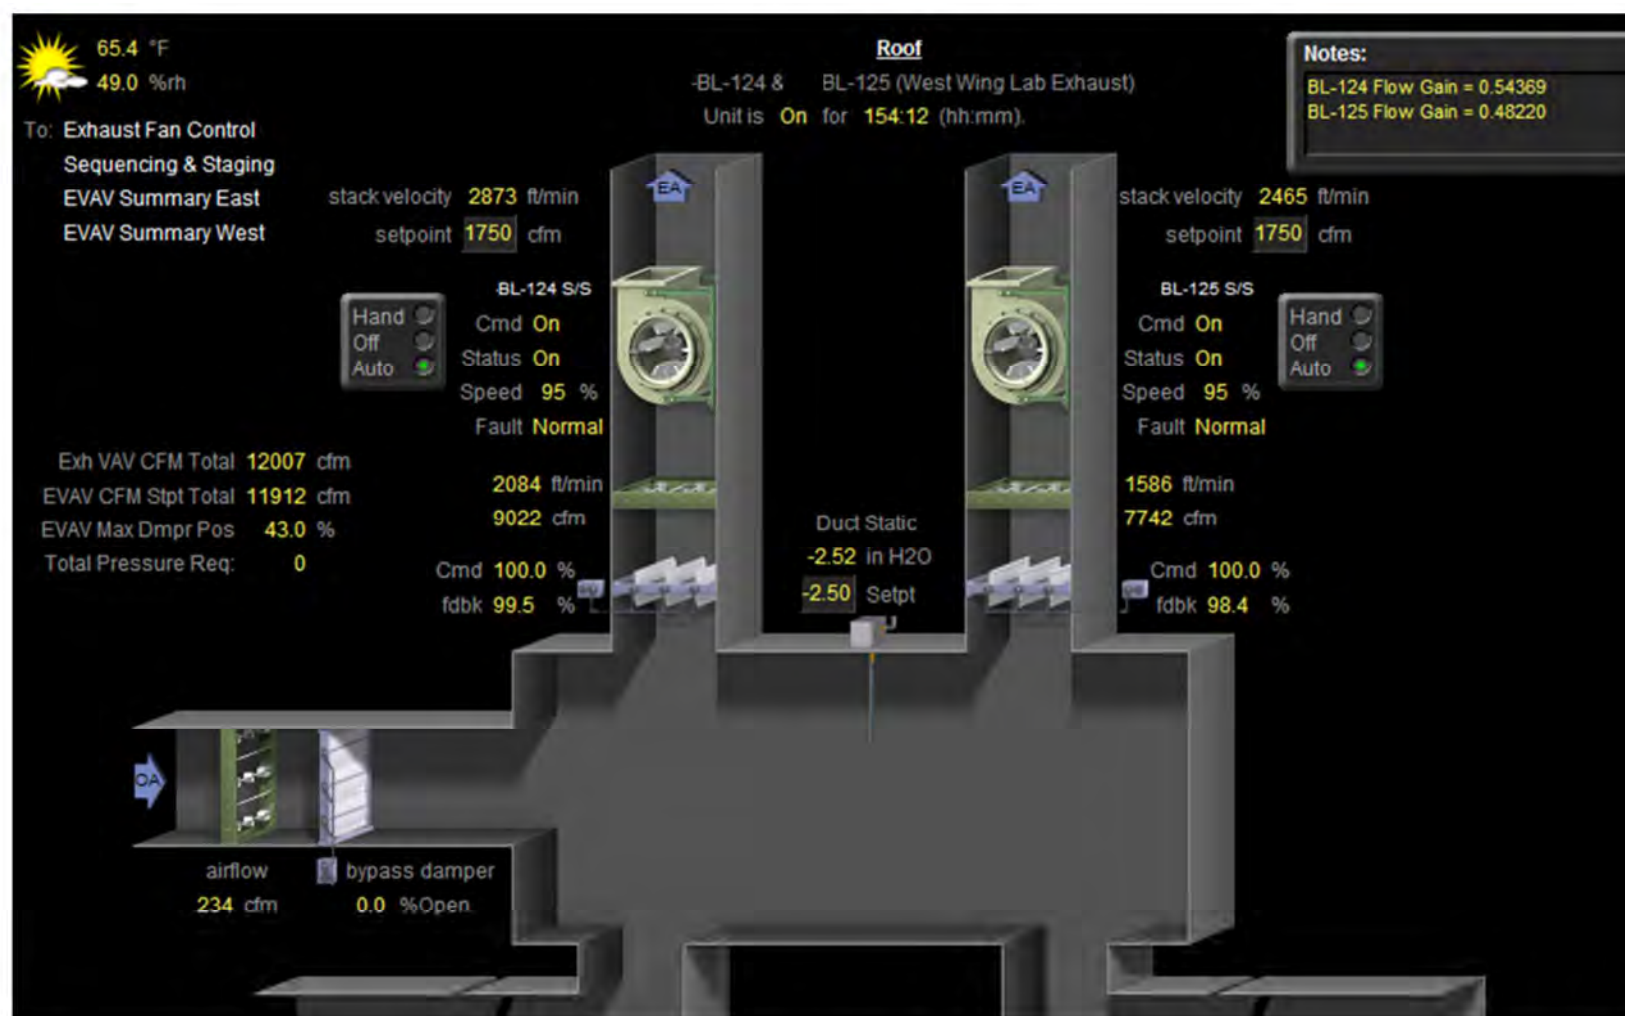 65.4 °F
49.0 %rh
To: Exhaust Fan Control
Sequencing & Staging
EVAV Summary East
EVAV Summary West
Roof
-BL-124 & BL-125 (West Wing Lab Exhaust)
Unit is On for 154:12 (hh:mm).
Notes:
BL-124 Flow Gain = 0.54369
BL-125 Flow Gain = 0.48220
stack velocity 2873 ft/min
setpoint 1750 cfm
EA
-BL-124 S/S
Hand
Off
Auto
Cmd On
Status On
Speed 95 %
Fault Normal
2084 ft/min
9022 cfm
Cmd 100.0 %
fdbk 99.5 %
EA
stack velocity 2465 ft/min
setpoint 1750 cfm
BL-125 S/S
Cmd On
Status On
Speed 95 %
Fault Normal
Hand
Off
Auto
1586 ft/min
7742 cfm
Cmd 100.0 %
fdbk 98.4 %
Exh VAV CFM Total 12007 cfm
EVAV CFM Stpt Total 11912 cfm
EVAV Max Dmpr Pos 43.0 %
Total Pressure Req: 0
Duct Static
-2.52 in H2O
-2.50 Setpt
OA
airflow
234 cfm
bypass damper
0.0 %Open